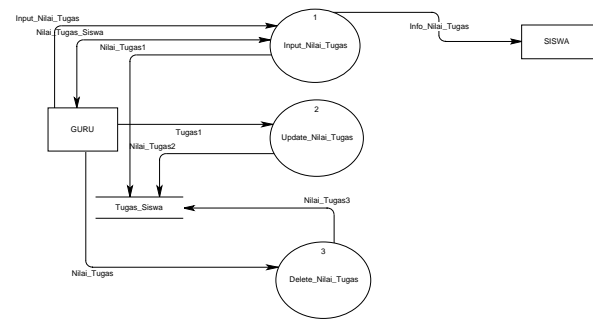 Input_Nilai_Tugas
Nilai_Tugas_Siswa
Nilai_Tugas1
1
Input_Nilai_Tugas
Info_Nilai_Tugas
SISWA
GURU
Tugas1
Nilai_Tugas2
2
Update_Nilai_Tugas
Tugas_Siswa
Nilai_Tugas3
Nilai_Tugas
3
Delete_Nilai_Tugas